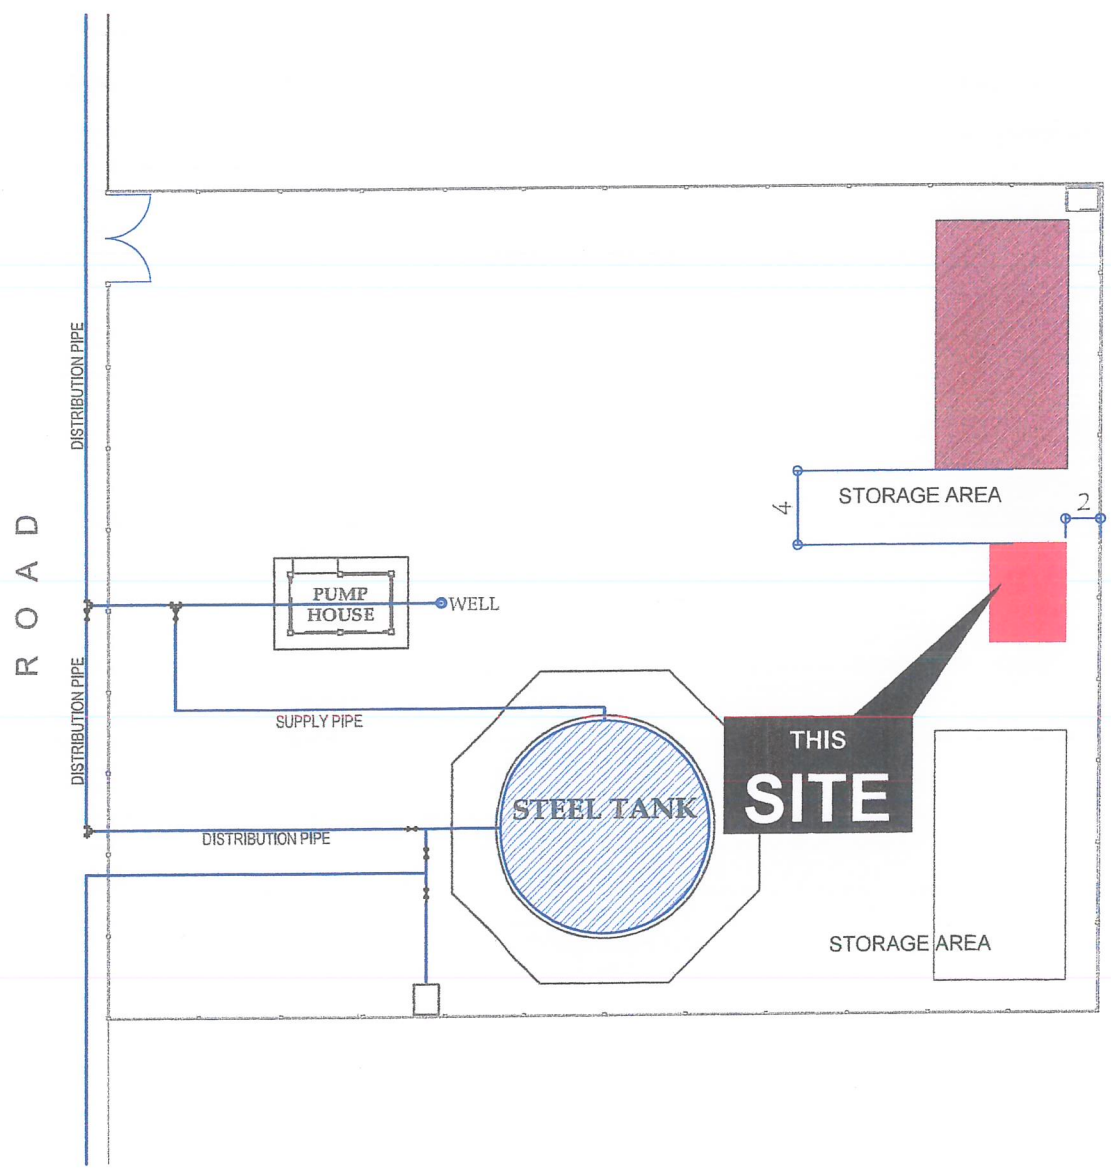 DISTRIBUTION PIPE
STORAGE AREA
4
2
ROAD
PUMP
HOUSE
WELL
DISTRIBUTION PIPE
SUPPLY PIPE
THIS
SITE
STEEL TANK
DISTRIBUTION PIPE
STORAGE AREA